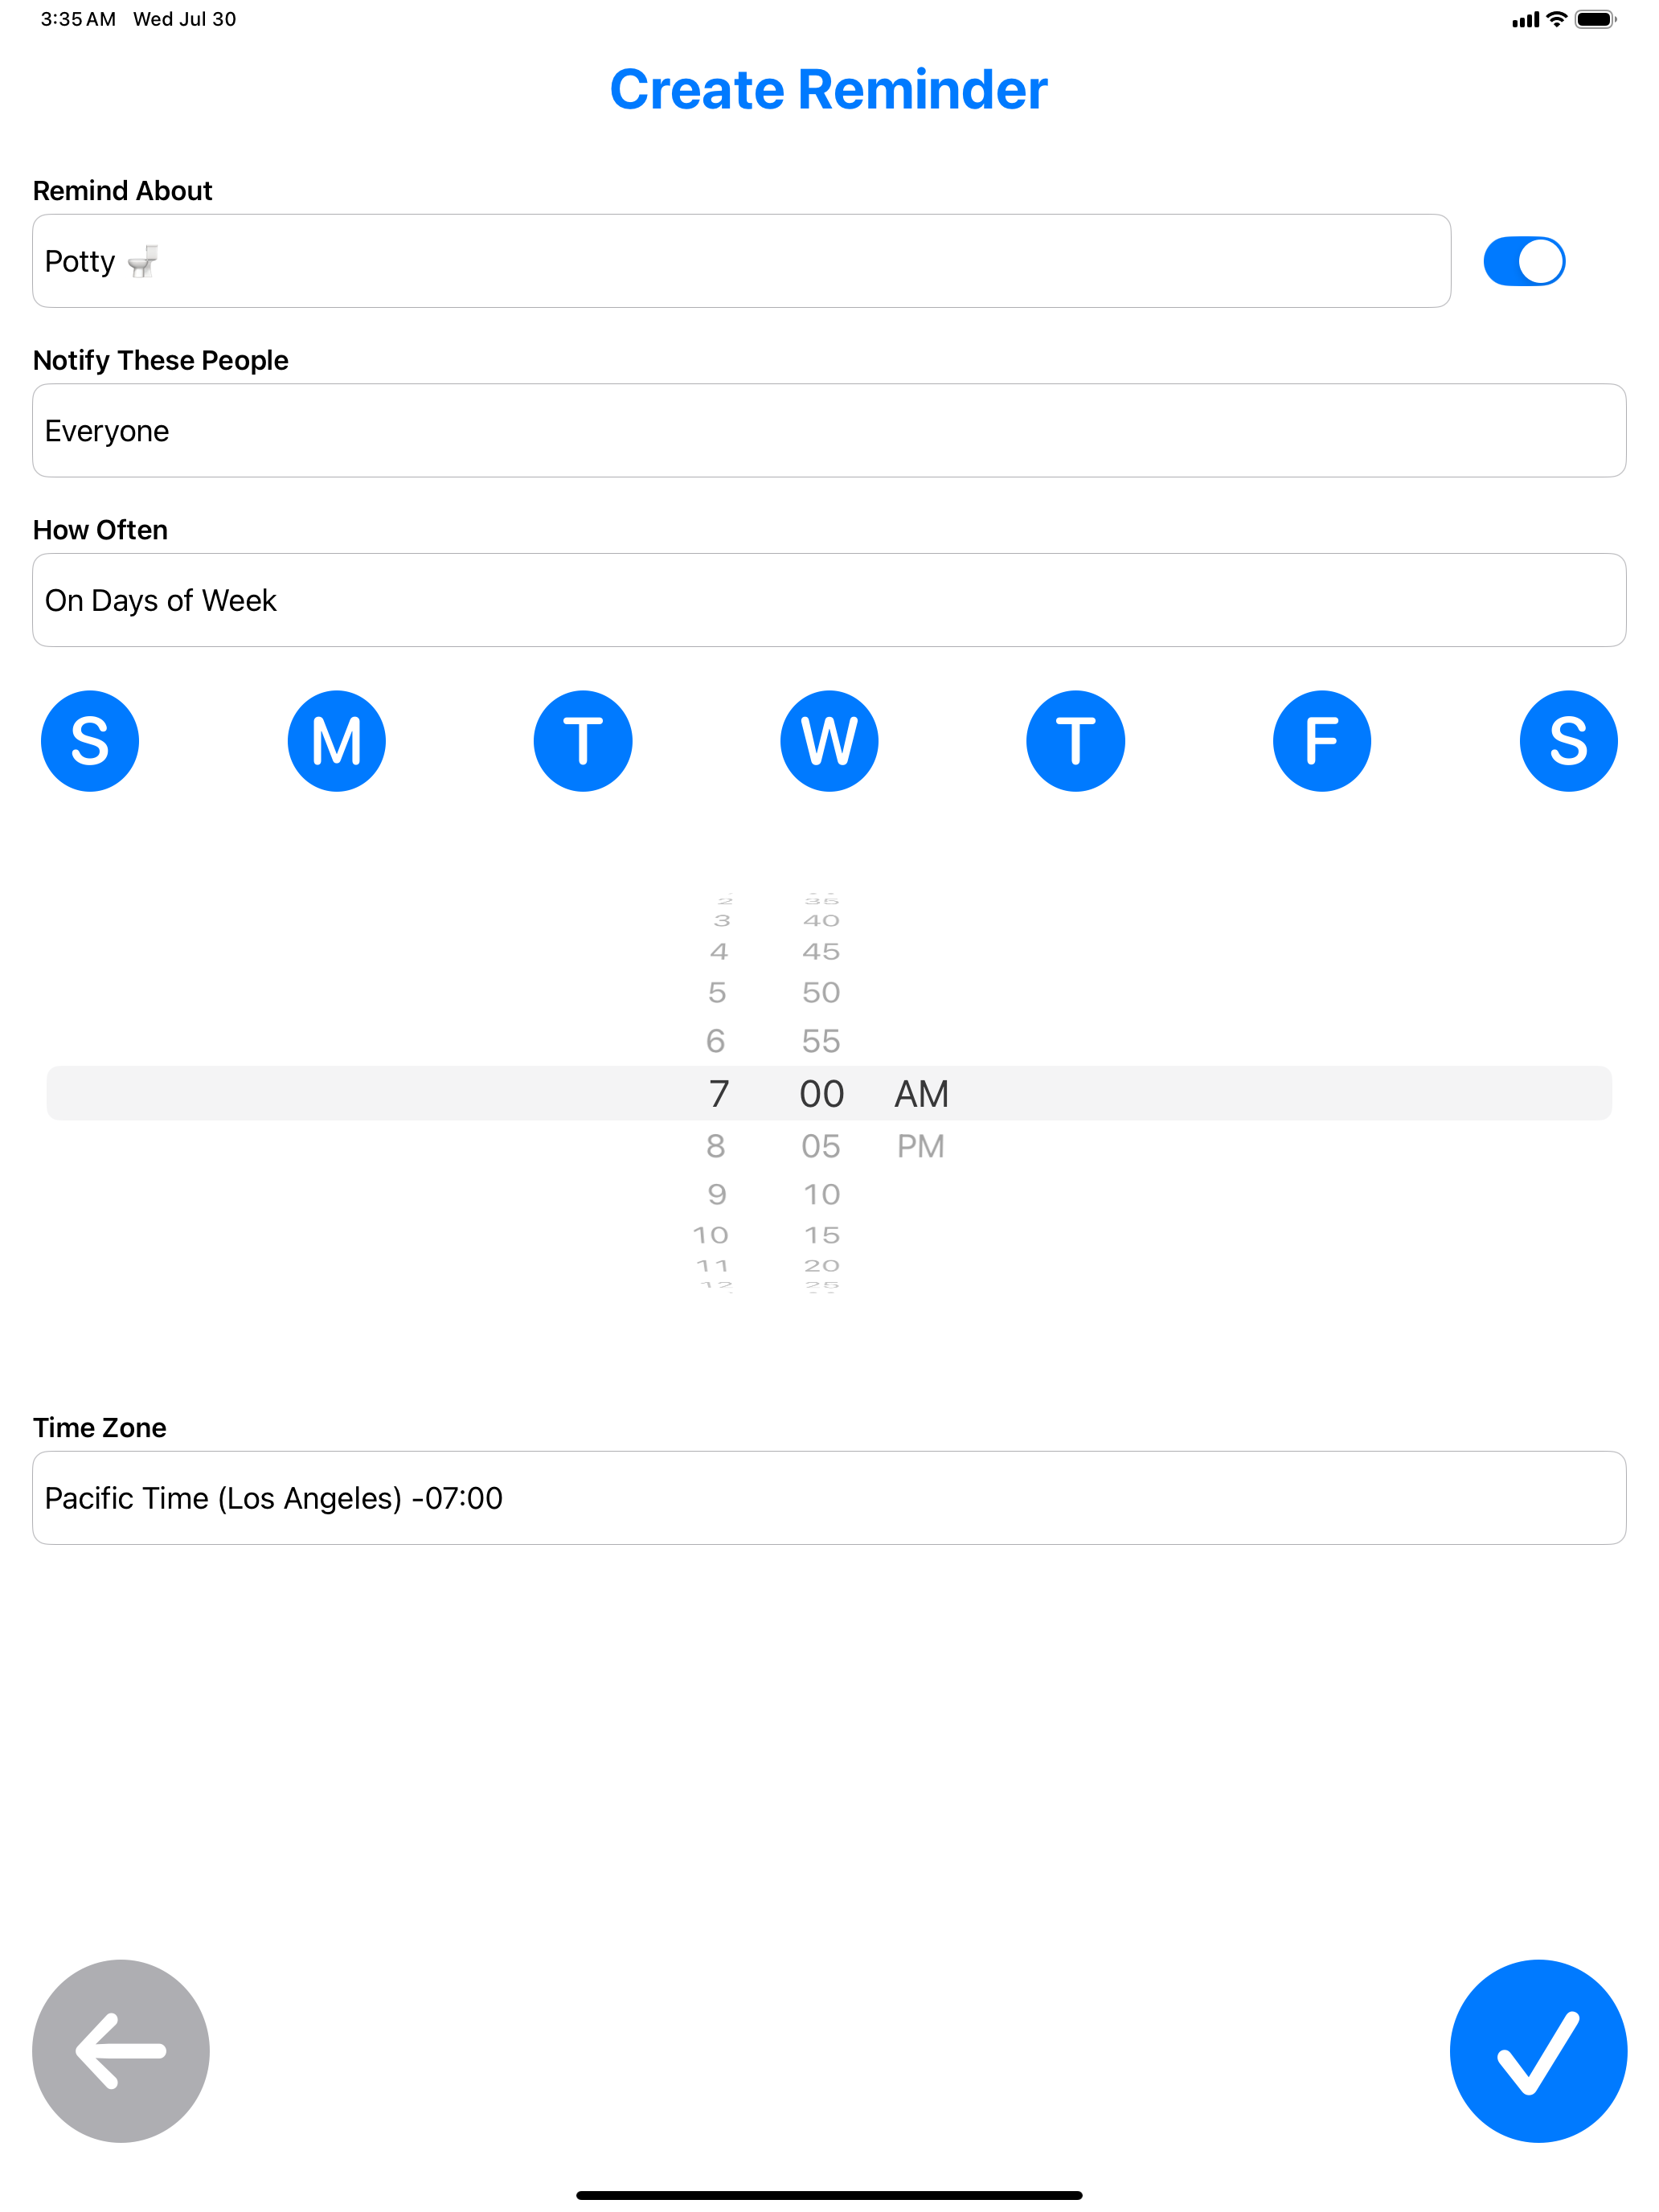 3:35 AM Wed Jul 30
Create Reminder
Remind About
Potty 🚽
Notify These People
Everyone
How Often
On Days of Week
S M T W T F S
2 35
3 40
4 45
5 50
6 55
7 00 AM
8 05 PM
9 10
10 15
11 20
12 25
Time Zone
Pacific Time (Los Angeles) -07:00